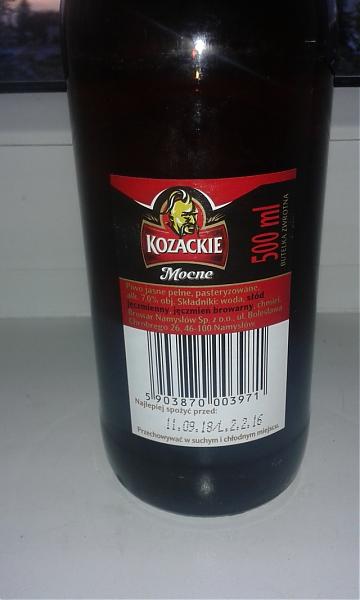 KOZACKIE
Mocne
500 ml
BUTELKA ZWROTNA
Piwo jasne pełne, pasteryzowane,
alk. 7,0% obj. Składniki: woda, słód
jęczmienny, jęczmień browarny, chmiel.
Browar Namysłów Sp. z o.o., ul. Bolesława
Chrobrego 26, 46-100 Namysłów
5 903870 003971
Najlepiej spożyć przed:
11.09.18/L.2.2.16
Przechowywać w suchym i chłodnym miejscu.